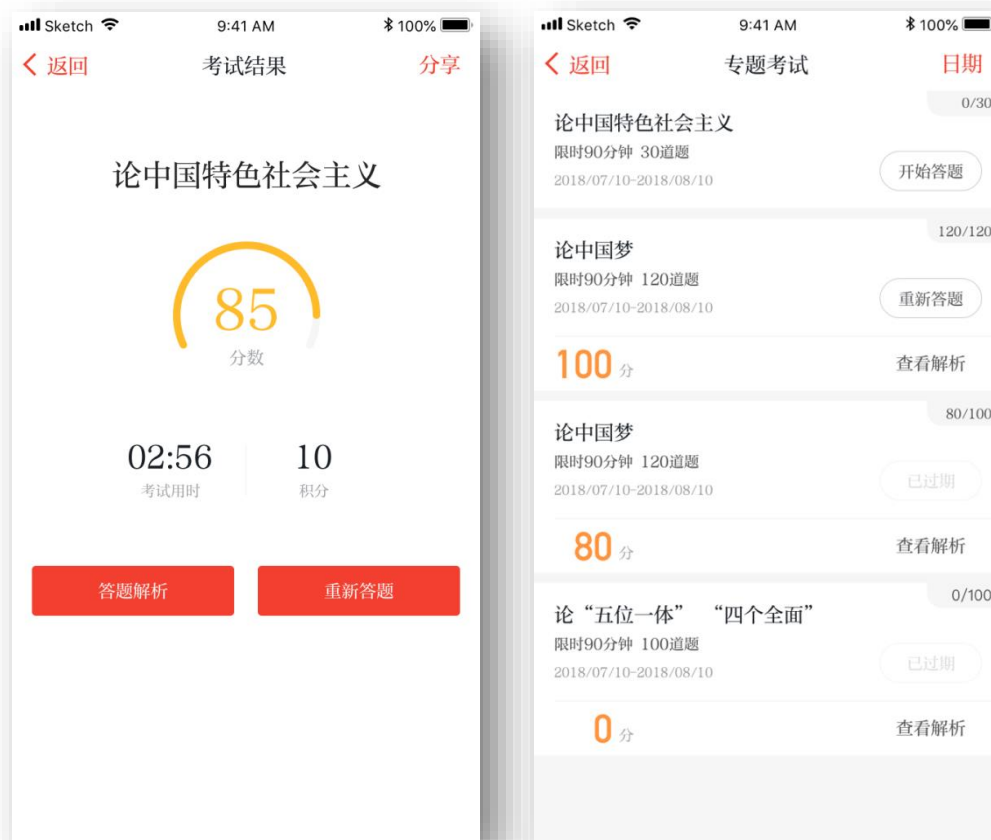 Sketch 9:41 AM 100%
返回 考试结果 分享
论中国特色社会主义
85
分数
02:56 10
考试用时 积分
答题解析 重新答题
Sketch 9:41 AM 100%
返回 专题考试 日期
0/30
论中国特色社会主义
限时90分钟 30道题
开始答题
2018/07/10-2018/08/10
120/120
论中国梦
限时90分钟 120道题
重新答题
2018/07/10-2018/08/10
100 分 查看解析
80/100
论中国梦
限时90分钟 120道题
已过期
2018/07/10-2018/08/10
80 分 查看解析
0/100
论“五位一体” “四个全面”
限时90分钟 100道题
已过期
2018/07/10-2018/08/10
0 分 查看解析